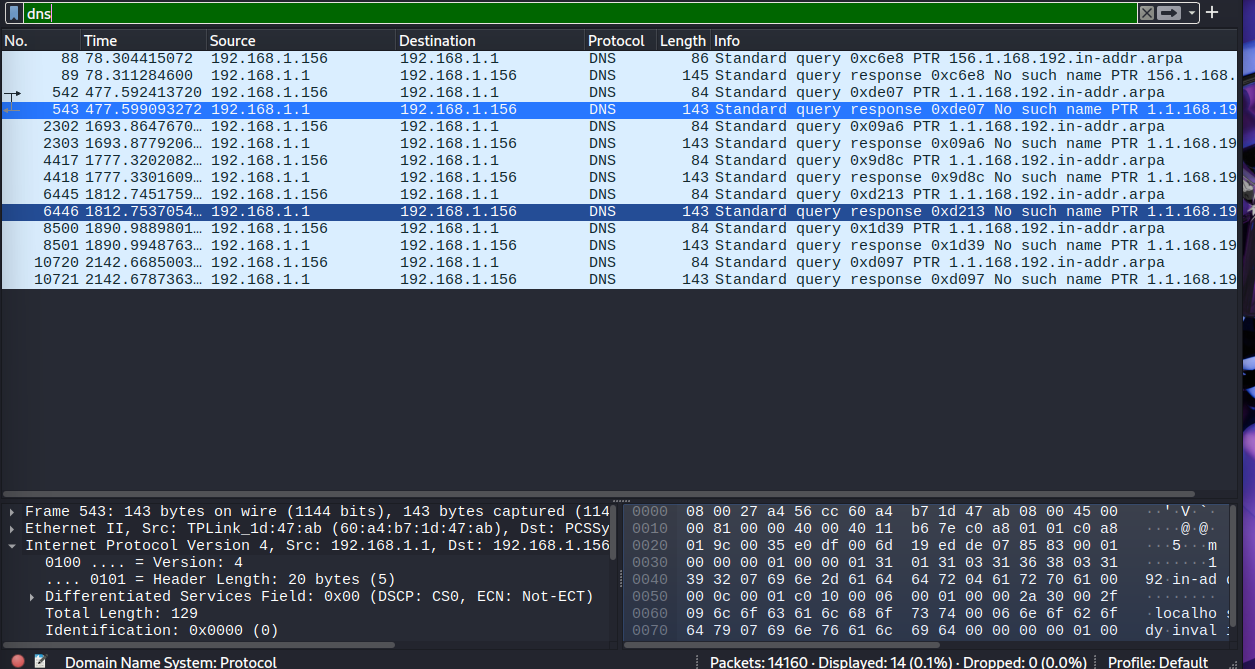 dns
No. Time Source Destination Protocol Length Info
88 78.304415072 192.168.1.156 192.168.1.1 DNS 86 Standard query 0xc6e8 PTR 156.1.168.192.in-addr.arpa
89 78.311284600 192.168.1.1 192.168.1.156 DNS 145 Standard query response 0xc6e8 No such name PTR 156.1.168.
542 477.592413720 192.168.1.156 192.168.1.1 DNS 84 Standard query 0xde07 PTR 1.1.168.192.in-addr.arpa
543 477.599093272 192.168.1.1 192.168.1.156 DNS 143 Standard query response 0xde07 No such name PTR 1.1.168.19
2302 1693.8647670… 192.168.1.156 192.168.1.1 DNS 84 Standard query 0x09a6 PTR 1.1.168.192.in-addr.arpa
2303 1693.8779206… 192.168.1.1 192.168.1.156 DNS 143 Standard query response 0x09a6 No such name PTR 1.1.168.19
4417 1777.3202082… 192.168.1.156 192.168.1.1 DNS 84 Standard query 0x9d8c PTR 1.1.168.192.in-addr.arpa
4418 1777.3301609… 192.168.1.1 192.168.1.156 DNS 143 Standard query response 0x9d8c No such name PTR 1.1.168.19
6445 1812.7451759… 192.168.1.156 192.168.1.1 DNS 84 Standard query 0xd213 PTR 1.1.168.192.in-addr.arpa
6446 1812.7537054… 192.168.1.1 192.168.1.156 DNS 143 Standard query response 0xd213 No such name PTR 1.1.168.19
8500 1890.9889801… 192.168.1.156 192.168.1.1 DNS 84 Standard query 0x1d39 PTR 1.1.168.192.in-addr.arpa
8501 1890.9948763… 192.168.1.1 192.168.1.156 DNS 143 Standard query response 0x1d39 No such name PTR 1.1.168.19
10720 2142.6685003… 192.168.1.156 192.168.1.1 DNS 84 Standard query 0xd097 PTR 1.1.168.192.in-addr.arpa
10721 2142.6787363… 192.168.1.1 192.168.1.156 DNS 143 Standard query response 0xd097 No such name PTR 1.1.168.19
Frame 543: 143 bytes on wire (1144 bits), 143 bytes captured (114
Ethernet II, Src: TPLink_1d:47:ab (60:a4:b7:1d:47:ab), Dst: PCSSy
Internet Protocol Version 4, Src: 192.168.1.1, Dst: 192.168.1.156
0100 .... = Version: 4
.... 0101 = Header Length: 20 bytes (5)
Differentiated Services Field: 0x00 (DSCP: CS0, ECN: Not-ECT)
Total Length: 129
Identification: 0x0000 (0)
0000 08 00 27 a4 56 cc 60 a4 b7 1d 47 ab 08 00 45 00 ··'·V·`·
0010 00 81 00 00 40 00 40 11 b6 7e c0 a8 01 01 c0 a8 ····@·@·
0020 01 9c 00 35 e0 df 00 6d 19 ed de 07 85 83 00 01 ···5···m
0030 00 00 00 01 00 00 01 31 01 31 03 31 36 38 03 31 ·······1
0040 39 32 07 69 6e 2d 61 64 64 72 04 61 72 70 61 00 92·in-ad d
0050 00 0c 00 01 c0 10 00 06 00 01 00 00 2a 30 00 2f ········
0060 09 6c 6f 63 61 6c 68 6f 73 74 00 06 6e 6f 62 6f ·localho s
0070 64 79 07 69 6e 76 61 6c 69 64 00 00 00 00 01 00 dy·inval i
Domain Name System: Protocol
Packets: 14160 · Displayed: 14 (0.1%) · Dropped: 0 (0.0%)
Profile: Default